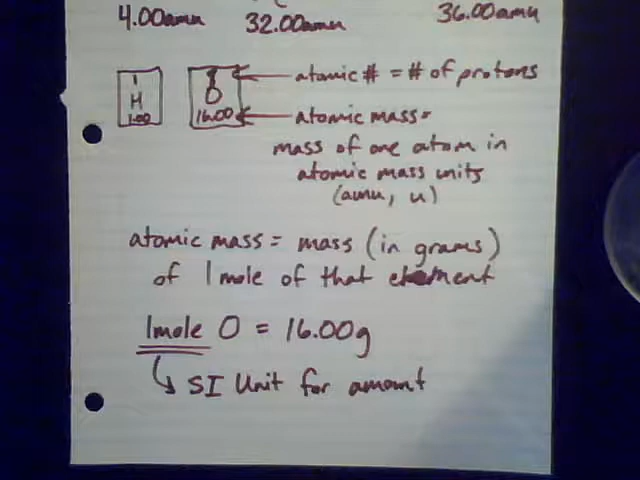 4.00amu 32.00amu 36.00amu
1 8 atomic # = # of protons
H O
1.00 16.00 atomic mass=
mass of one atom in
atomic mass units
(amu, u)
atomic mass = mass (in grams)
of 1 mole of that element
1mole O = 16.00g
SI Unit for amount